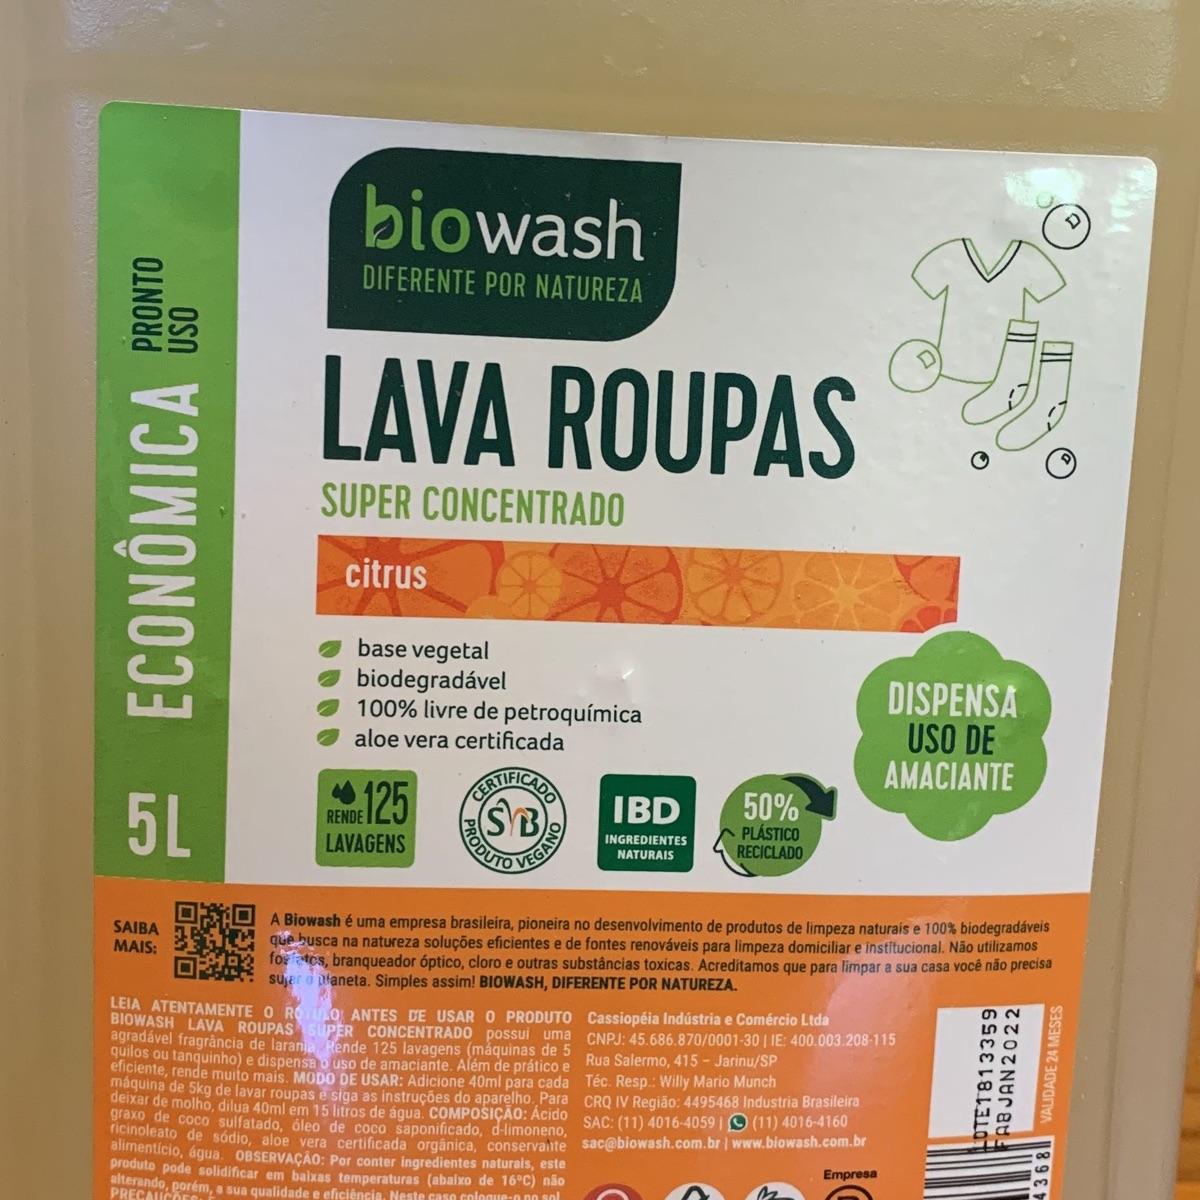 PRONTO
USO
ECONÔMICA
5L
biowash
DIFERENTE POR NATUREZA
LAVA ROUPAS
SUPER CONCENTRADO
citrus
base vegetal
biodegradável
100% livre de petroquímica
aloe vera certificada
DISPENSA
USO DE
AMACIANTE
RENDE 125
LAVAGENS
CERTIFICADO
SVB
PRODUTO VEGANO
IBD
INGREDIENTES
NATURAIS
50%
PLÁSTICO
RECICLADO
SAIBA
MAIS:
A Biowash é uma empresa brasileira, pioneira no desenvolvimento de produtos de limpeza naturais e 100% biodegradáveis
que busca na natureza soluções eficientes e de fontes renováveis para limpeza domiciliar e institucional. Não utilizamos
fosfatos, branqueador óptico, cloro e outras substâncias toxicas. Acreditamos que para limpar a sua casa você não precisa
sujar o planeta. Simples assim! BIOWASH, DIFERENTE POR NATUREZA.
LEIA ATENTAMENTE O RÓTULO ANTES DE USAR O PRODUTO
BIOWASH LAVA ROUPAS SUPER CONCENTRADO possui uma
agradável fragrância de laranja. Rende 125 lavagens (máquinas de 5
quilos ou tanquinho) e dispensa o uso de amaciante. Além de prático e
eficiente, rende muito mais. MODO DE USAR: Adicione 40ml para cada
máquina de 5kg de lavar roupas e siga as instruções do aparelho. Para
deixar de molho, dilua 40ml em 15 litros de água. COMPOSIÇÃO: Ácido
graxo de coco sulfatado, óleo de coco saponificado, d-limoneno,
ricinoleato de sódio, aloe vera certificada orgânica, conservante
alimentício, água. OBSERVAÇÃO: Por conter ingredientes naturais, este
produto pode solidificar em baixas temperaturas (abaixo de 16ºC) não
alterando, porém, a sua qualidade e eficiência. Neste caso coloque-o no sol
PRECAUÇÕES:
Cassiopéia Indústria e Comércio Ltda
CNPJ: 45.686.870/0001-30 | IE: 400.003.208-115
Rua Salermo, 415 – Jarinu/SP
Téc. Resp.: Willy Mario Munch
CRQ IV Região: 4495468 Industria Brasileira
SAC: (11) 4016-4059 | (11) 4016-4160
sac@biowash.com.br | www.biowash.com.br
Empresa
LOTE1813359
FABJAN2022
VALIDADE 24 MESES